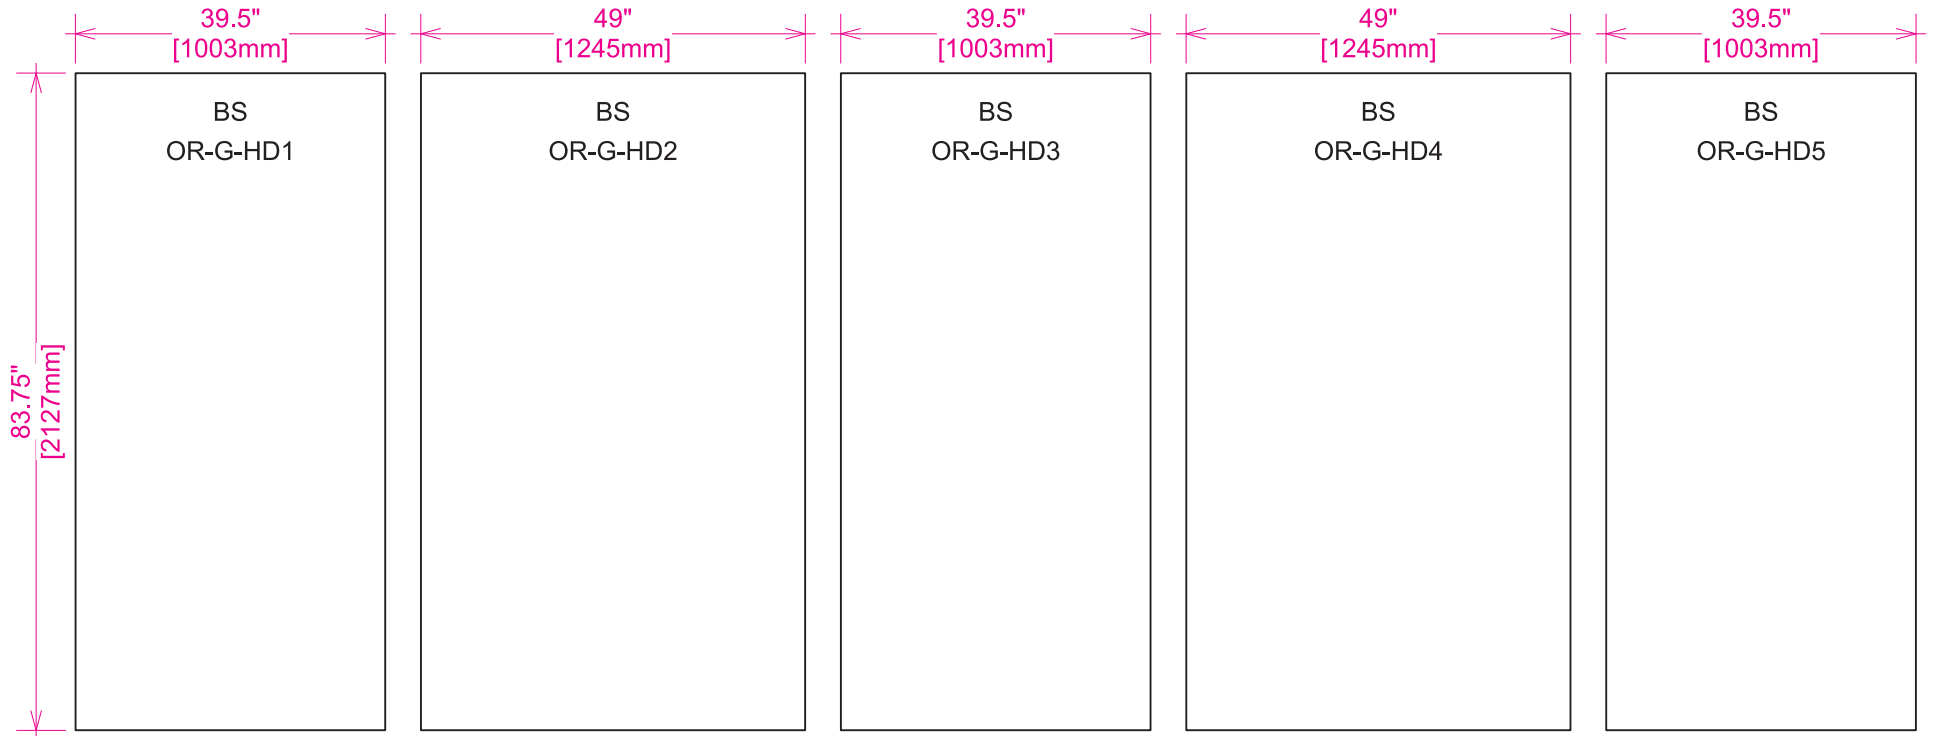 39.5"
[1003mm]
49"
[1245mm]
39.5"
[1003mm]
49"
[1245mm]
39.5"
[1003mm]
BS
OR-G-HD1
BS
OR-G-HD2
BS
OR-G-HD3
BS
OR-G-HD4
BS
OR-G-HD5
83.75"
[2127mm]